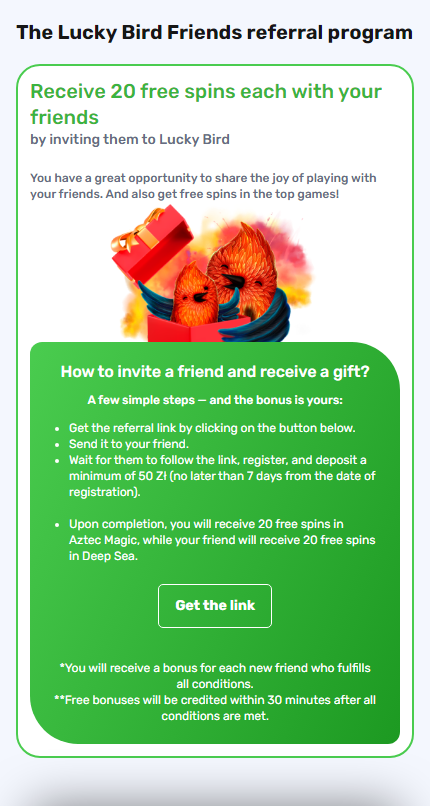 The Lucky Bird Friends referral program
Receive 20 free spins each with your
friends
by inviting them to Lucky Bird
You have a great opportunity to share the joy of playing with
your friends. And also get free spins in the top games!
How to invite a friend and receive a gift?
A few simple steps — and the bonus is yours:
• Get the referral link by clicking on the button below.
• Send it to your friend.
• Wait for them to follow the link, register, and deposit a
minimum of 50 Zł (no later than 7 days from the date of
registration).
• Upon completion, you will receive 20 free spins in
Aztec Magic, while your friend will receive 20 free spins
in Deep Sea.
Get the link
*You will receive a bonus for each new friend who fulfills
all conditions.
**Free bonuses will be credited within 30 minutes after all
conditions are met.